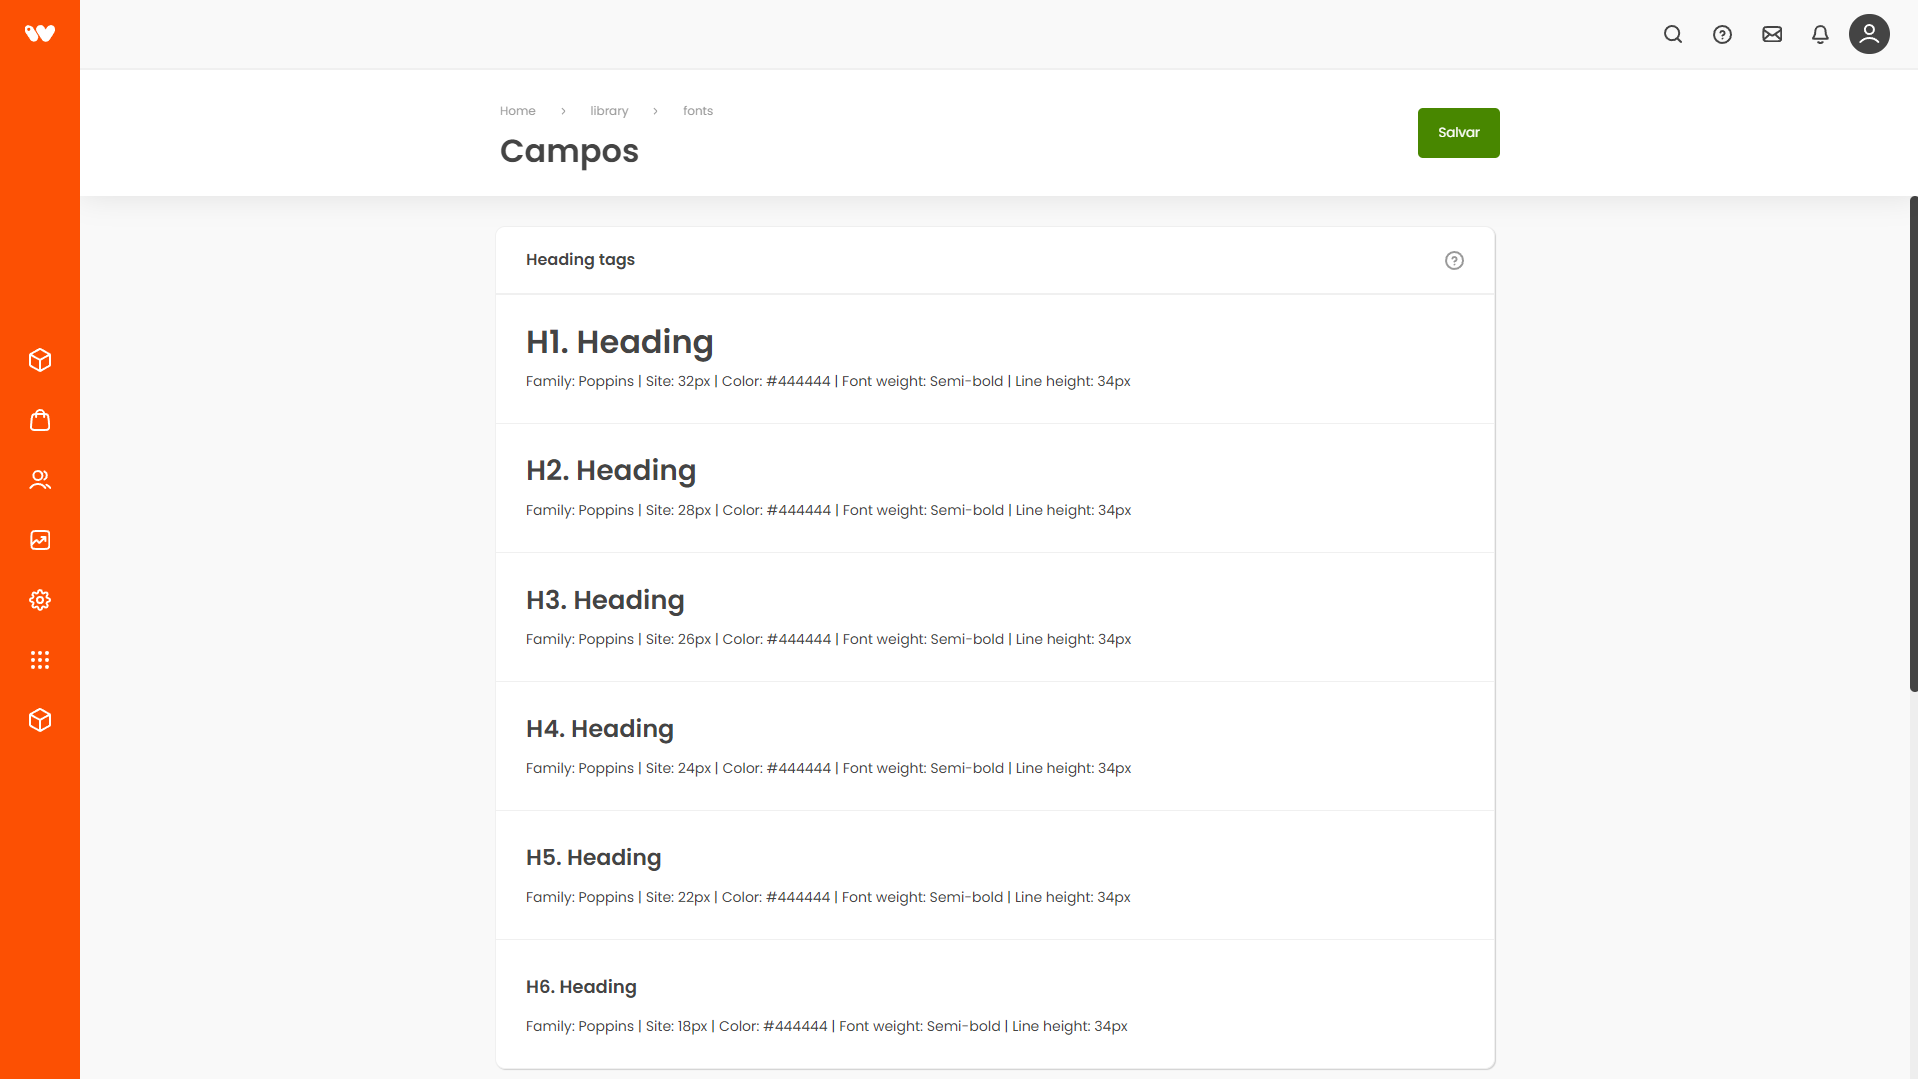 Home > library > fonts
Campos
Salvar
Heading tags
H1. Heading
Family: Poppins | Site: 32px | Color: #444444 | Font weight: Semi-bold | Line height: 34px
H2. Heading
Family: Poppins | Site: 28px | Color: #444444 | Font weight: Semi-bold | Line height: 34px
H3. Heading
Family: Poppins | Site: 26px | Color: #444444 | Font weight: Semi-bold | Line height: 34px
H4. Heading
Family: Poppins | Site: 24px | Color: #444444 | Font weight: Semi-bold | Line height: 34px
H5. Heading
Family: Poppins | Site: 22px | Color: #444444 | Font weight: Semi-bold | Line height: 34px
H6. Heading
Family: Poppins | Site: 18px | Color: #444444 | Font weight: Semi-bold | Line height: 34px